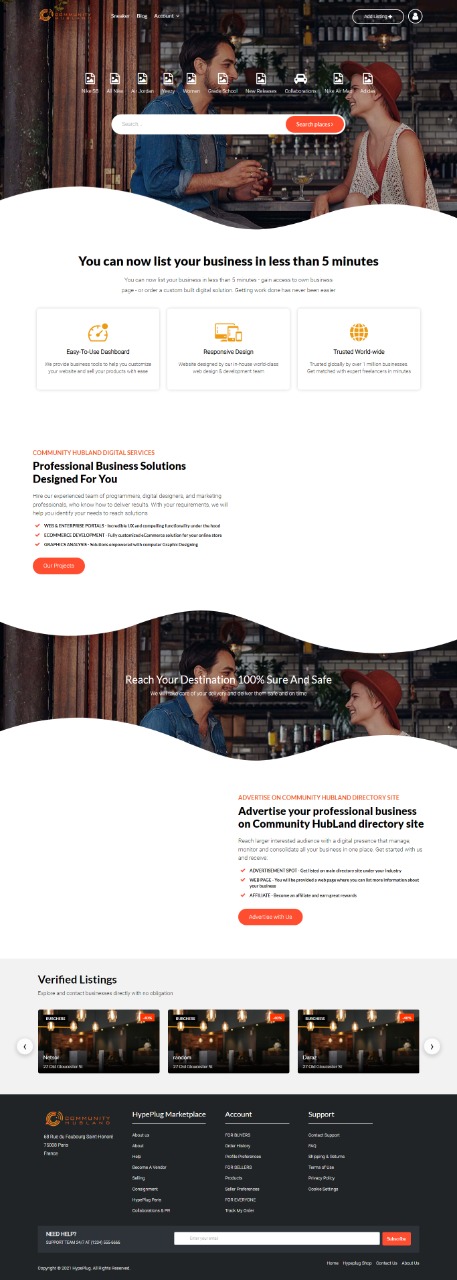 COMMUNITY
HUBLAND
Sneaker Blog Account
Add Listing
Nike SB All Nike Air Jordan Yeezy Women Grade School New Releases Collaborations Nike Air Max Adidas
Search... Search places
You can now list your business in less than 5 minutes
You can now list your business in less than 5 minutes - gain access to own business
page - or order a custom built digital solution. Getting work done has never been easier
Easy-To-Use Dashboard
We provide business tools to help you customize
your website and sell your products with ease
Responsive Design
Website designed by our in-house world-class
web design & development team
Trusted World-wide
Trusted globally by over 1 million businesses.
Get matched with expert freelancers in minutes
COMMUNITY HUBLAND DIGITAL SERVICES
Professional Business Solutions
Designed For You
Hire our experienced team of programmers, digital designers, and marketing
professionals, who know how to deliver results. With your requirements, we will
help you identify your needs to reach solutions
WEB & ENTERPRISE PORTALS - Incredible UX and compelling functionality under the hood
ECOMMERCE DEVELOPMENT - Fully customized eCommerce solution for your online store
GRAPHICS ANALYSIS - Solutions empowered with computer Graphic Designing
Our Projects
Reach Your Destination 100% Sure And Safe
We will take care of your delivery and deliver them safe and on time
ADVERTISE ON COMMUNITY HUBLAND DIRECTORY SITE
Advertise your professional business
on Community HubLand directory site
Reach larger interested audience with a digital presence that manage,
monitor and consolidate all your business in one place. Get started with us
and receive:
ADVERTISEMENT SPOT - Get listed on main directory site under your industry
WEB PAGE - You will be provided a web page where you can list more information about
your business
AFFILIATE - Become an affiliate and earn great rewards
Advertise with Us
Verified Listings
Explore and contact businesses directly with no obligation
BURCHERS
Netsol
27 Old Gloucester St
BURCHERS
random
27 Old Gloucester St
BURCHERS
Daraz
27 Old Gloucester St
COMMUNITY
HUBLAND
68 Rue du Faubourg Saint Honoré
75008 Paris
France
HypePlug Marketplace
About us
About
Help
Become A Vendor
Selling
Consignment
HypePlug Paris
Collaborations & PR
Account
FOR BUYERS
Order History
Profile Preferences
FOR SELLERS
Products
Seller Preferences
FOR EVERYONE
Track My Order
Support
Contact Support
FAQ
Shipping & Returns
Terms of Use
Privacy Policy
Cookie Settings
NEED HELP?
SUPPORT TEAM 24/7 AT (1234) 555-6666
Enter your email
Subscribe
Copyright © 2021 HypePlug. All Rights Reserved.
Home Hypeplug Shop Contact Us About Us